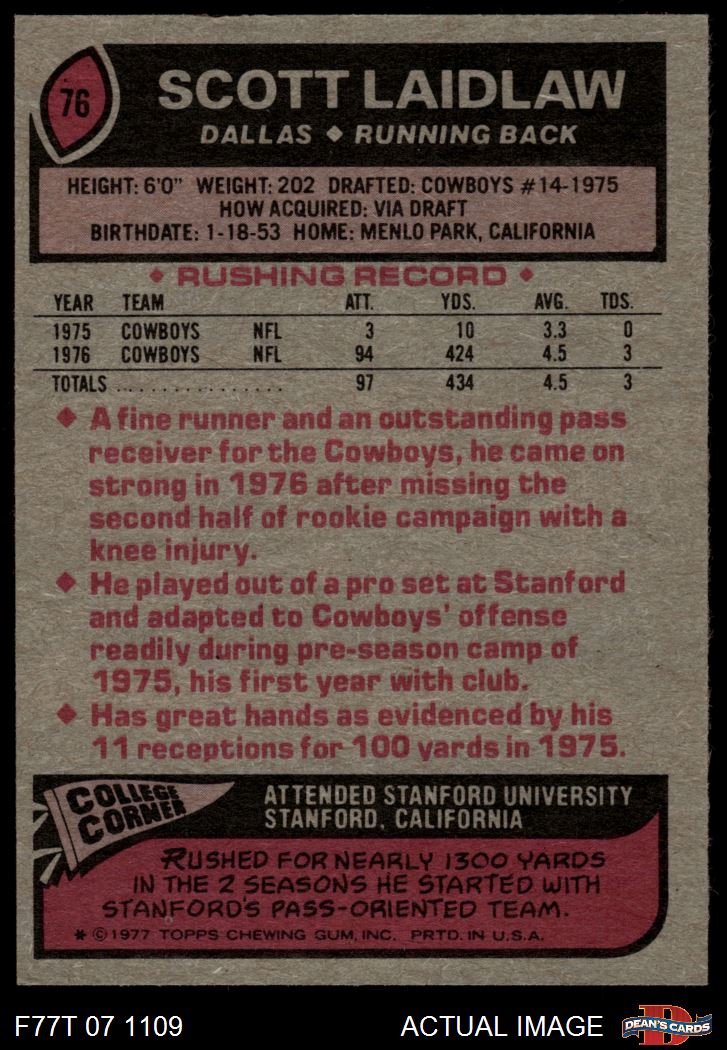 76
SCOTT LAIDLAW
DALLAS ◆ RUNNING BACK
HEIGHT: 6'0" WEIGHT: 202 DRAFTED: COWBOYS #14-1975
HOW ACQUIRED: VIA DRAFT
BIRTHDATE: 1-18-53 HOME: MENLO PARK, CALIFORNIA
◆ RUSHING RECORD ◆
YEAR TEAM ATT. YDS. AVG. TDS.
1975 COWBOYS NFL 3 10 3.3 0
1976 COWBOYS NFL 94 424 4.5 3
TOTALS . . . . . . . . . . . . . . 97 434 4.5 3
◆ A fine runner and an outstanding pass
receiver for the Cowboys, he came on
strong in 1976 after missing the
second half of rookie campaign with a
knee injury.
◆ He played out of a pro set at Stanford
and adapted to Cowboys' offense
readily during pre-season camp of
1975, his first year with club.
◆ Has great hands as evidenced by his
11 receptions for 100 yards in 1975.
COLLEGE
CORNER
ATTENDED STANFORD UNIVERSITY
STANFORD, CALIFORNIA
RUSHED FOR NEARLY 1300 YARDS
IN THE 2 SEASONS HE STARTED WITH
STANFORD'S PASS-ORIENTED TEAM.
* © 1977 TOPPS CHEWING GUM, INC. PRTD. IN U.S.A.
F77T 07 1109
ACTUAL IMAGE
D
DEAN'S CARDS